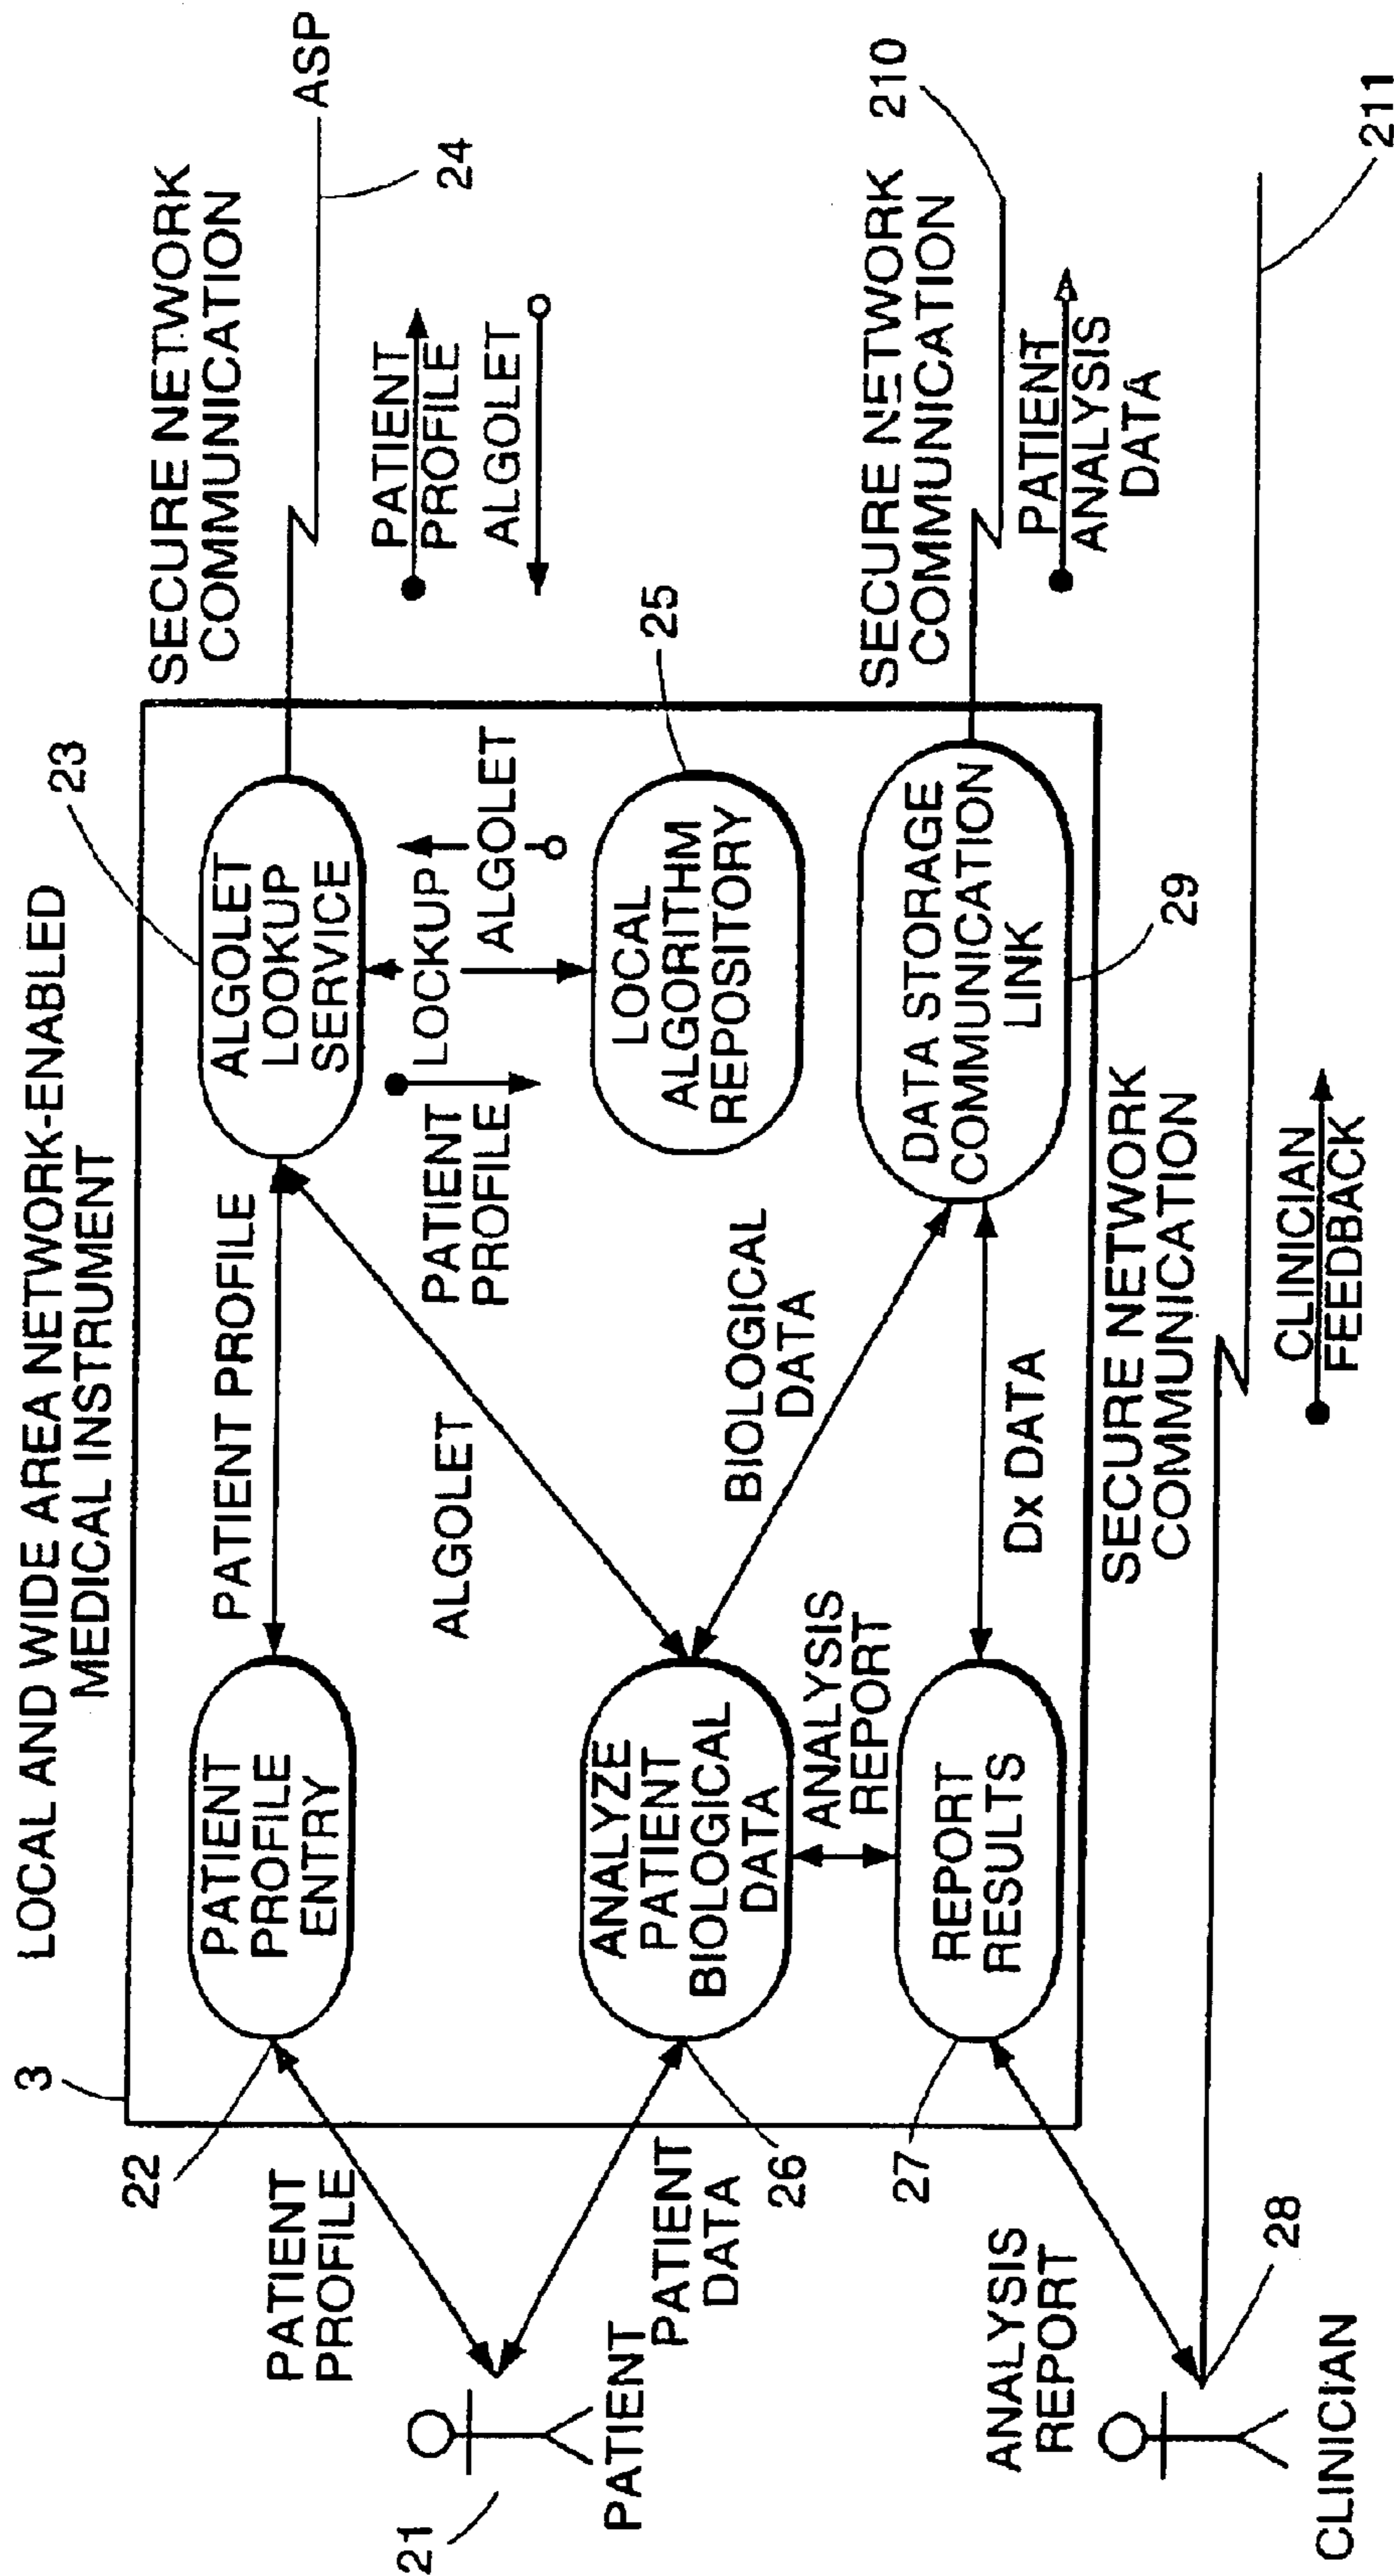 3
LOCAL AND WIDE AREA NETWORK-ENABLED
MEDICAL INSTRUMENT
22
PATIENT
PROFILE
PATIENT
PROFILE
ENTRY
PATIENT PROFILE
23
ALGOLET
LOOKUP
SERVICE
SECURE NETWORK
COMMUNICATION
ASP
24
PATIENT
PROFILE
ALGOLET
21
PATIENT
PATIENT
DATA
26
ALGOLET
PATIENT
PROFILE
LOCKUP
ALGOLET
25
LOCAL
ALGORITHM
REPOSITORY
ANALYZE
PATIENT
BIOLOGICAL
DATA
BIOLOGICAL
DATA
ANALYSIS
REPORT
27
REPORT
RESULTS
Dx DATA
DATA STORAGE
COMMUNICATION
LINK
29
SECURE NETWORK
COMMUNICATION
210
PATIENT
ANALYSIS
DATA
ANALYSIS
REPORT
28
CLINICIAN
SECURE NETWORK
COMMUNICATION
CLINICIAN
FEEDBACK
211